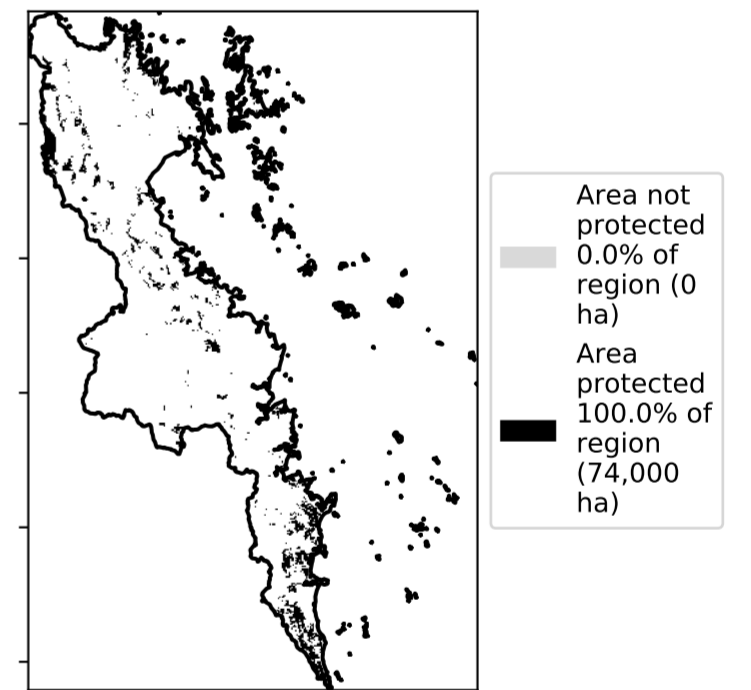 Area not
protected
0.0% of
region (0
ha)
Area
protected
100.0% of
region
(74,000
ha)